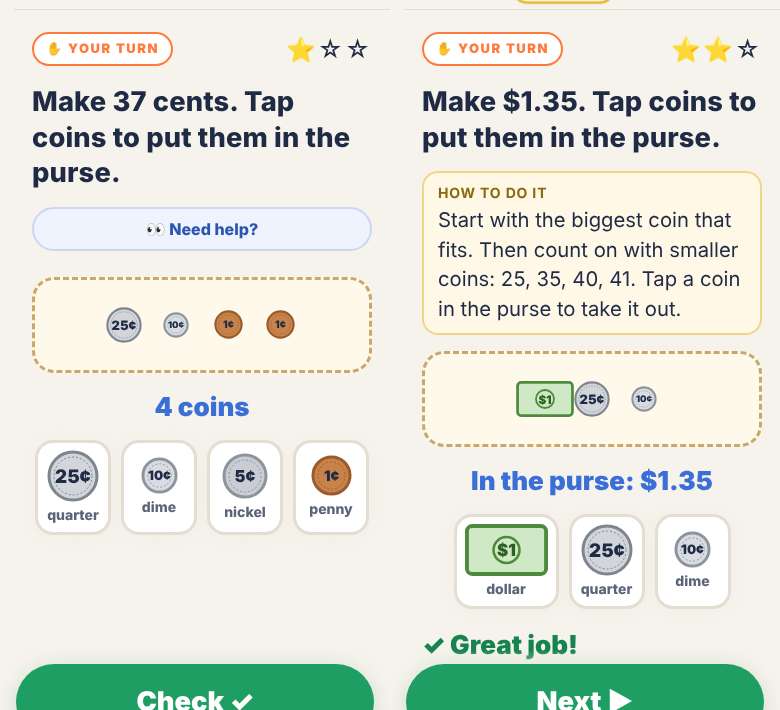 YOUR TURN
Make 37 cents. Tap
coins to put them in the
purse.
Need help?
25¢ 10¢ 1¢ 1¢
4 coins
25¢ 10¢ 5¢ 1¢
quarter dime nickel penny
Check ✓
YOUR TURN
Make $1.35. Tap coins to
put them in the purse.
HOW TO DO IT
Start with the biggest coin that
fits. Then count on with smaller
coins: 25, 35, 40, 41. Tap a coin
in the purse to take it out.
$1 25¢ 10¢
In the purse: $1.35
$1 25¢ 10¢
dollar quarter dime
✓ Great job!
Next ▶